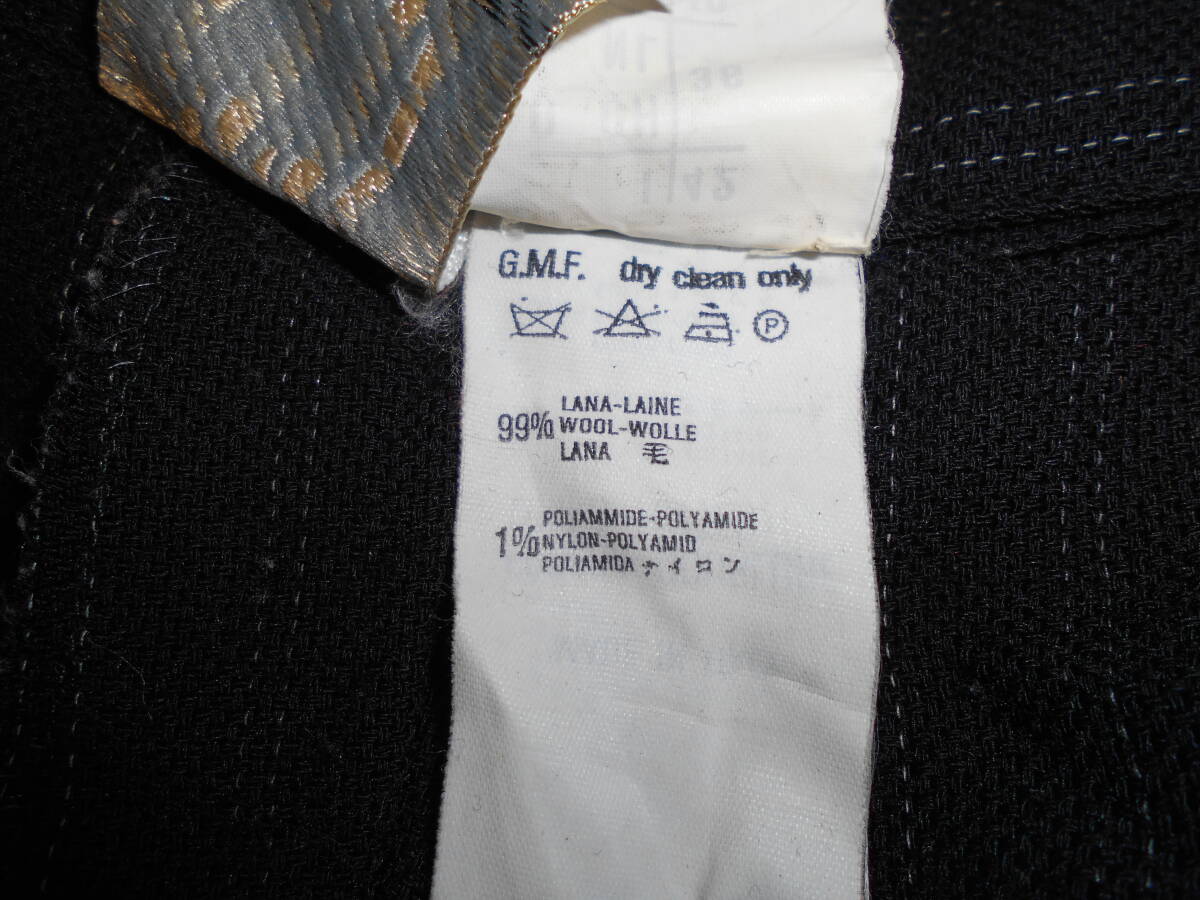 G.M.F. dry clean only
P
99% LANA-LAINE
WOOL-WOLLE
LANA 毛
1% POLIAMMIDE-POLYAMIDE
NYLON-POLYAMID
POLIAMIDA ナイロン